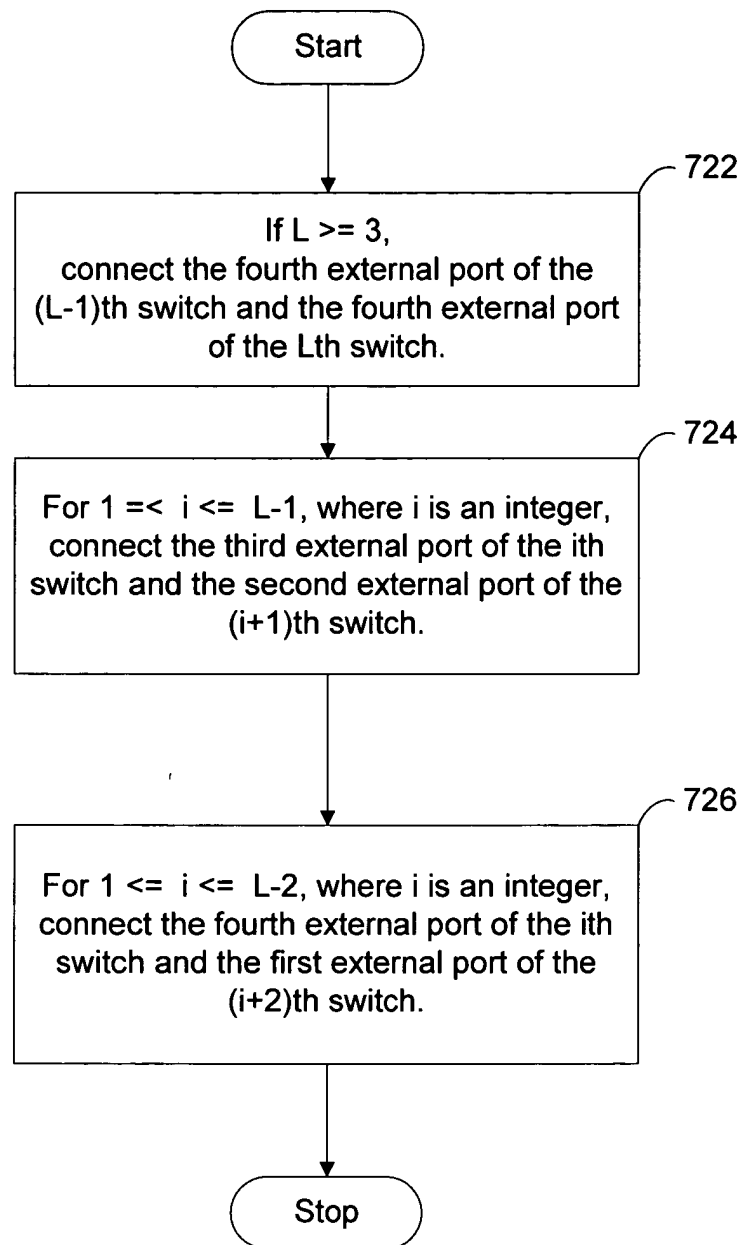 Start
722
If L >= 3,
connect the fourth external port of the
(L-1)th switch and the fourth external port
of the Lth switch.
724
For 1 =< i <= L-1, where i is an integer,
connect the third external port of the ith
switch and the second external port of the
(i+1)th switch.
726
For 1 <= i <= L-2, where i is an integer,
connect the fourth external port of the ith
switch and the first external port of the
(i+2)th switch.
Stop